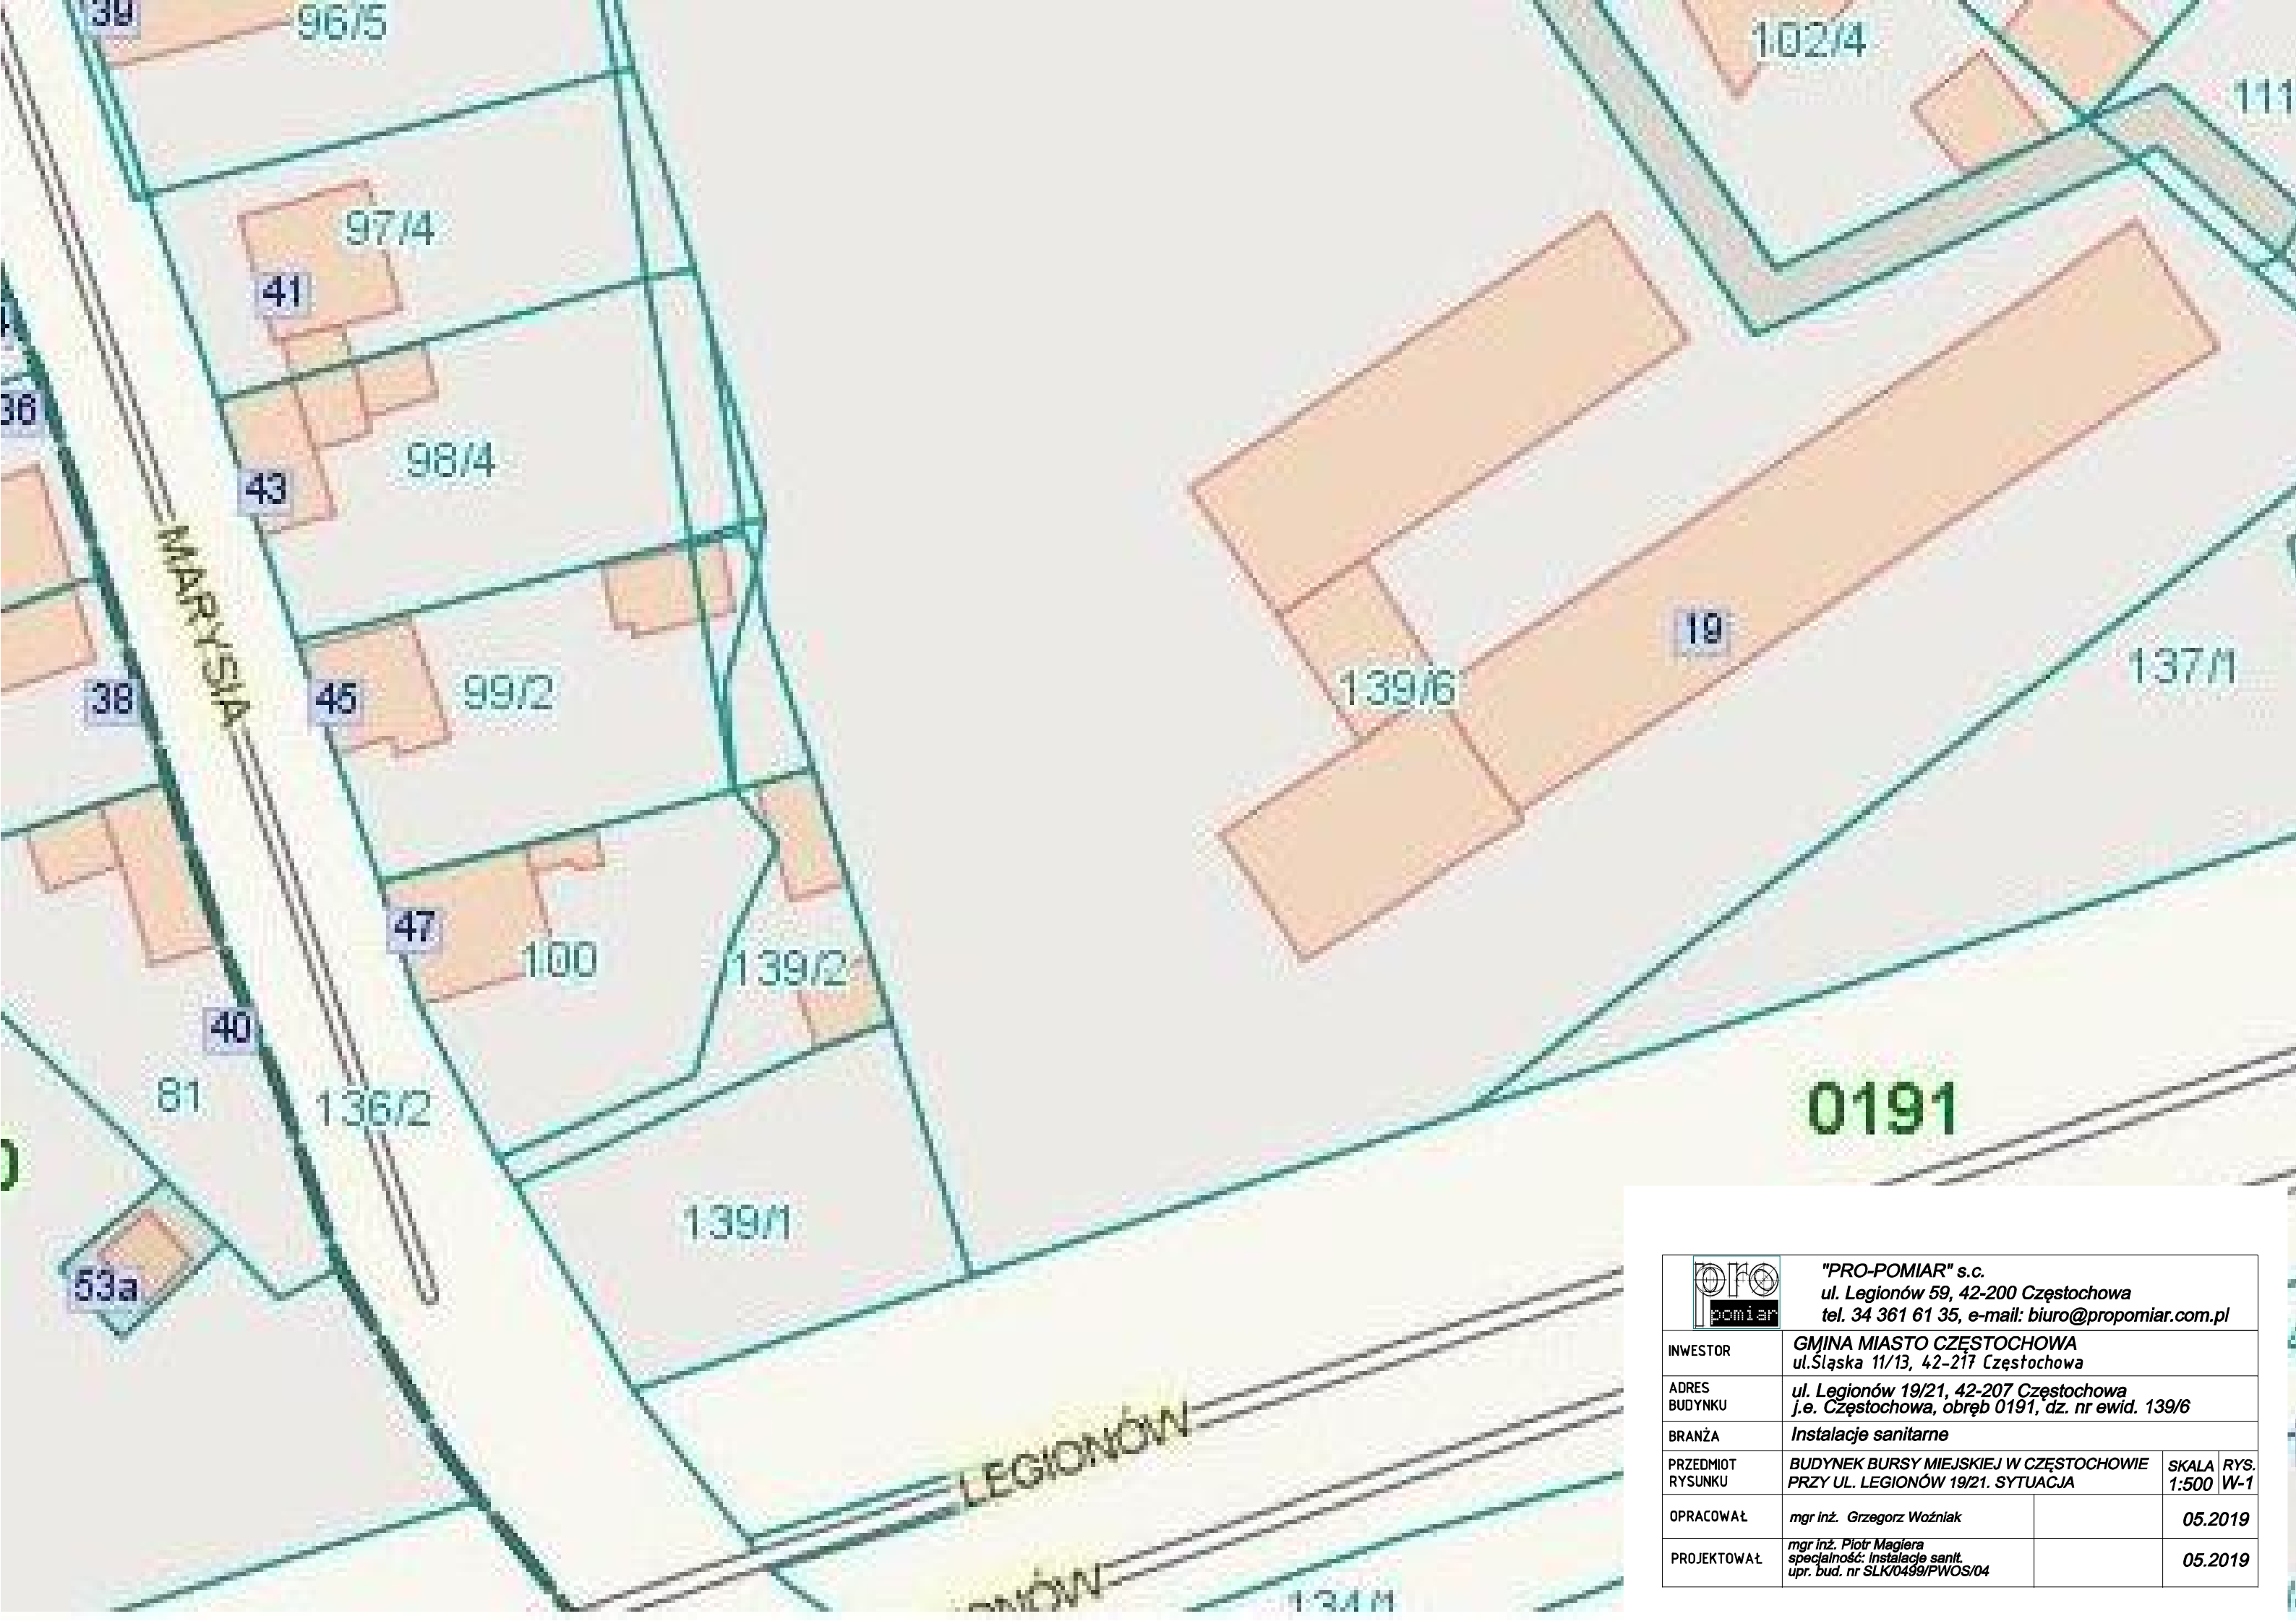 39
96/5
102/4
111
97/4
41
36
98/4
43
MARYSIA
19
139/6
137/1
38
45
99/2
47
100
139/2
40
81
136/2
0191
139/1
53a
LEGIONÓW
134/1
pro
pomiar
"PRO-POMIAR" s.c.
ul. Legionów 59, 42-200 Częstochowa
tel. 34 361 61 35, e-mail: biuro@propomiar.com.pl
INWESTOR
GMINA MIASTO CZĘSTOCHOWA
ul.Śląska 11/13, 42-217 Częstochowa
ADRES
BUDYNKU
ul. Legionów 19/21, 42-207 Częstochowa
j.e. Częstochowa, obręb 0191, dz. nr ewid. 139/6
BRANŻA
Instalacje sanitarne
PRZEDMIOT
RYSUNKU
BUDYNEK BURSY MIEJSKIEJ W CZĘSTOCHOWIE
PRZY UL. LEGIONÓW 19/21. SYTUACJA
SKALA
1:500
RYS.
W-1
OPRACOWAŁ
mgr inż. Grzegorz Woźniak
05.2019
PROJEKTOWAŁ
mgr inż. Piotr Magiera
specjalność: instalacje sanit.
upr. bud. nr SLK/0499/PWOS/04
05.2019